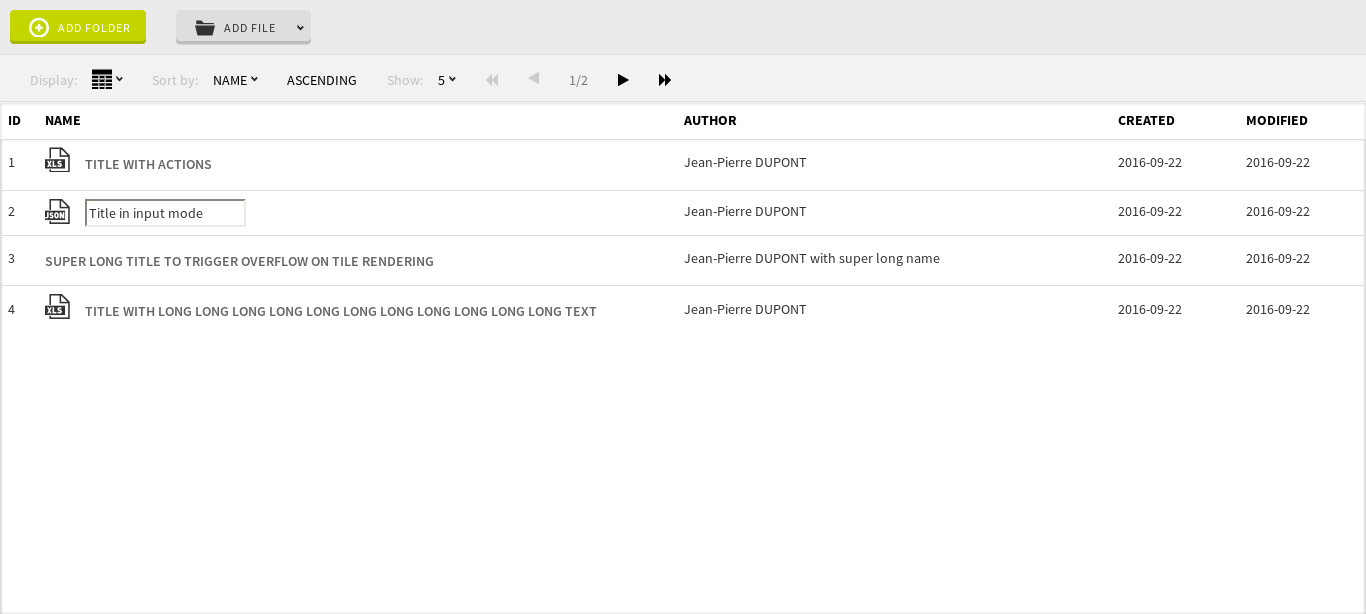 ADD FOLDER ADD FILE
Display: Sort by: NAME ASCENDING Show: 5 1/2
ID NAME AUTHOR CREATED MODIFIED
1 XLS TITLE WITH ACTIONS Jean-Pierre DUPONT 2016-09-22 2016-09-22
2 JSON Title in input mode Jean-Pierre DUPONT 2016-09-22 2016-09-22
3 SUPER LONG TITLE TO TRIGGER OVERFLOW ON TILE RENDERING Jean-Pierre DUPONT with super long name 2016-09-22 2016-09-22
4 XLS TITLE WITH LONG LONG LONG LONG LONG LONG LONG LONG LONG LONG LONG TEXT Jean-Pierre DUPONT 2016-09-22 2016-09-22